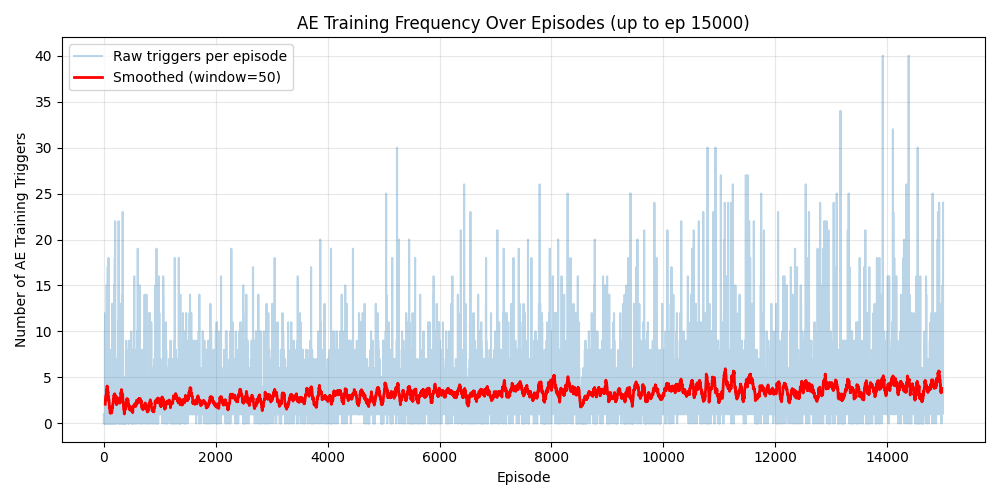 AE Training Frequency Over Episodes (up to ep 15000)
Raw triggers per episode
Smoothed (window=50)
Number of AE Training Triggers
40
35
30
25
20
15
10
5
0
0 2000 4000 6000 8000 10000 12000 14000
Episode